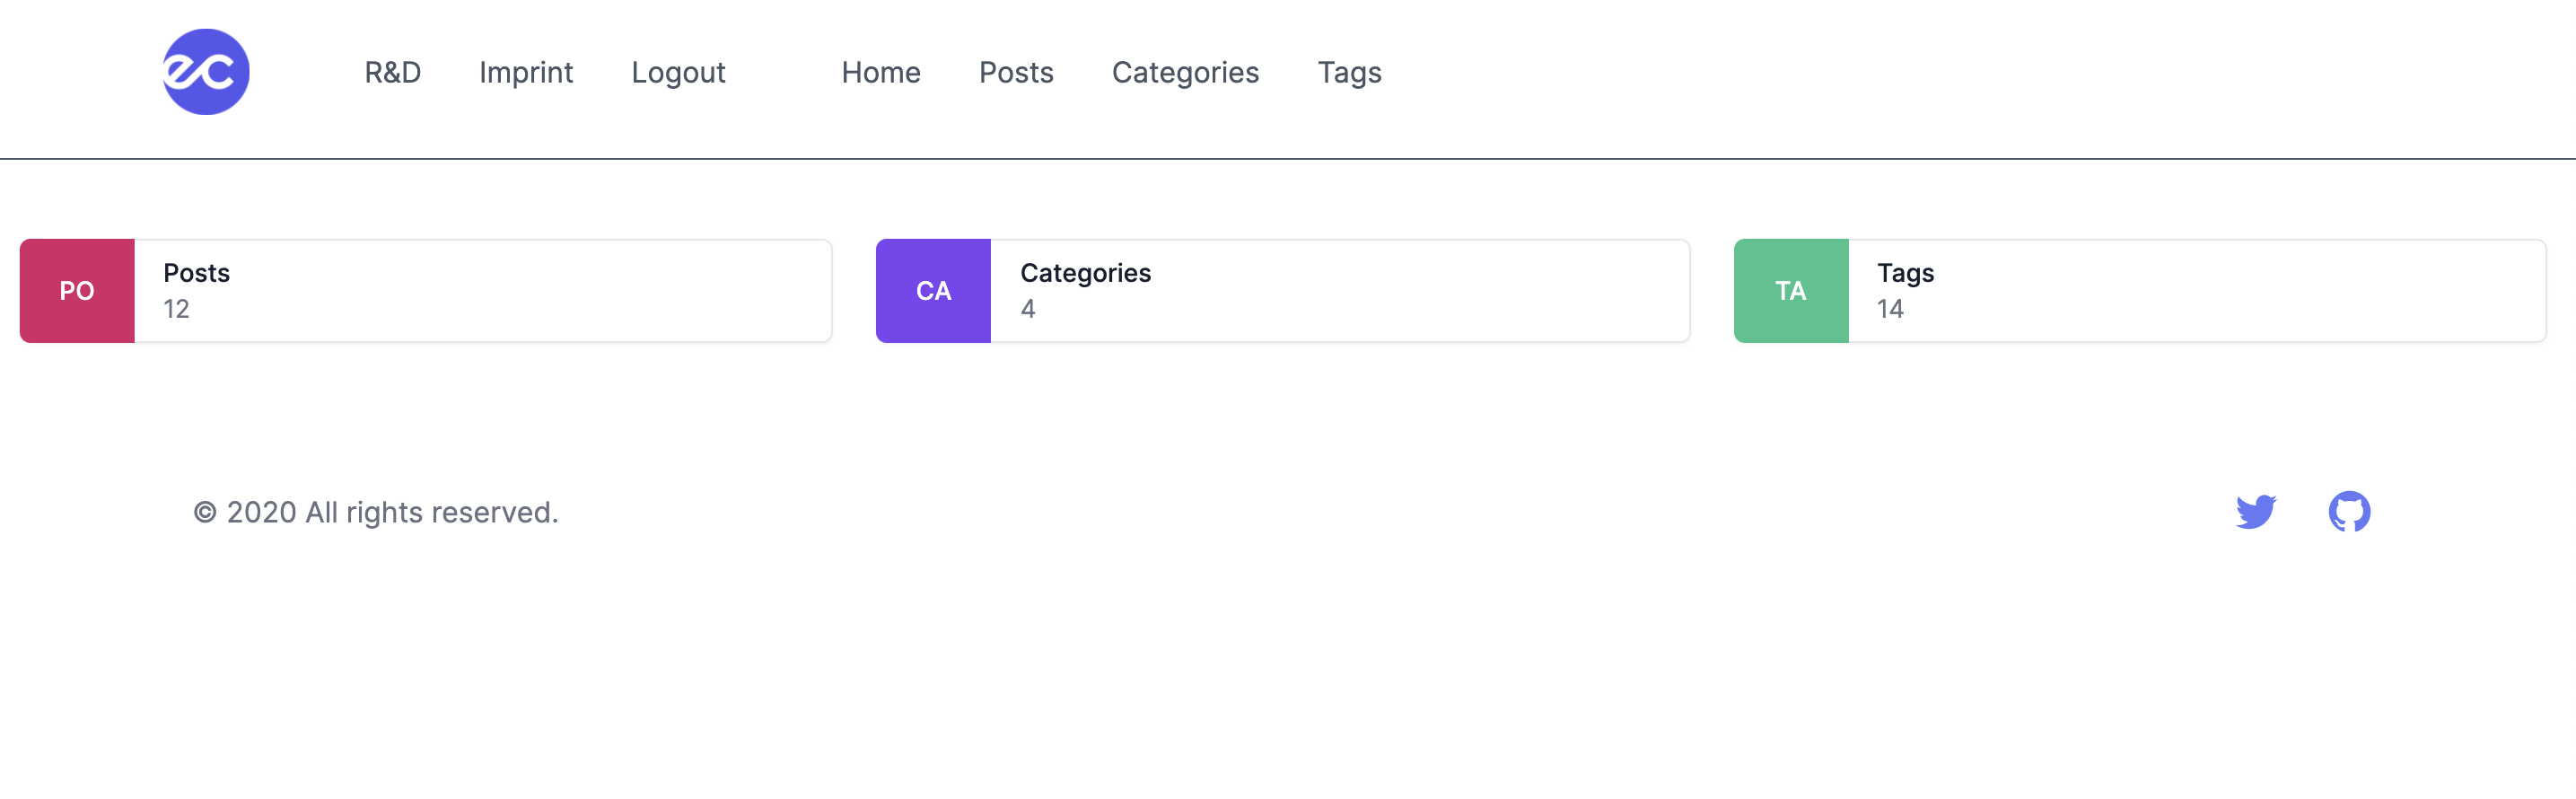 ec
R&D Imprint Logout Home Posts Categories Tags
PO
Posts
12
CA
Categories
4
TA
Tags
14
© 2020 All rights reserved.